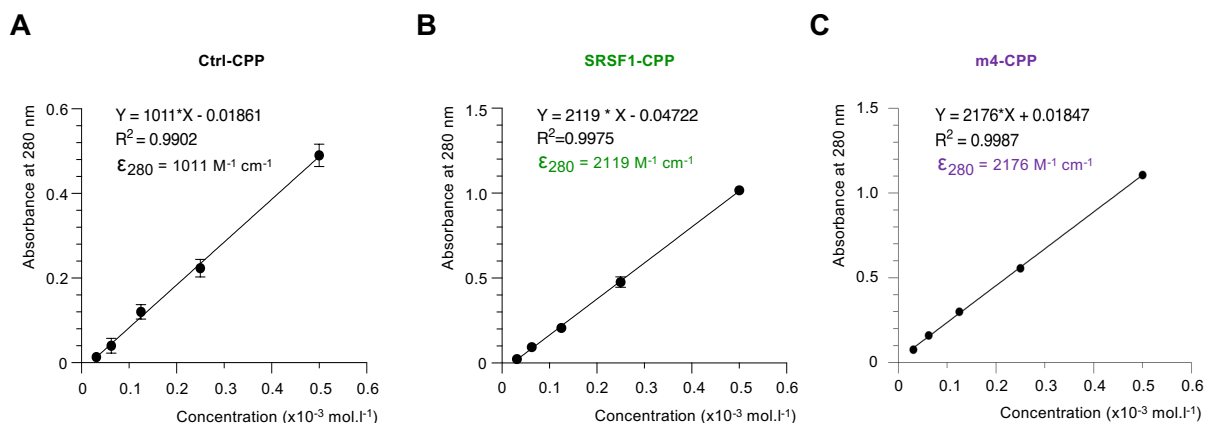 A
Ctrl-CPP
Y = 1011*X - 0.01861
R² = 0.9902
ε₂₈₀ = 1011 M⁻¹ cm⁻¹
Absorbance at 280 nm
0.6
0.4
0.2
0
0 0.1 0.2 0.3 0.4 0.5 0.6
Concentration (x10⁻³ mol.l⁻¹)
B
SRSF1-CPP
Y = 2119 * X - 0.04722
R²=0.9975
ε₂₈₀ = 2119 M⁻¹ cm⁻¹
Absorbance at 280 nm
1.5
1.0
0.5
0
0 0.1 0.2 0.3 0.4 0.5 0.6
Concentration (x10⁻³ mol.l⁻¹)
C
m4-CPP
Y = 2176*X + 0.01847
R² = 0.9987
ε₂₈₀ = 2176 M⁻¹ cm⁻¹
Absorbance at 280 nm
1.5
1.0
0.5
0
0 0.1 0.2 0.3 0.4 0.5 0.6
Concentration (x10⁻³ mol.l⁻¹)